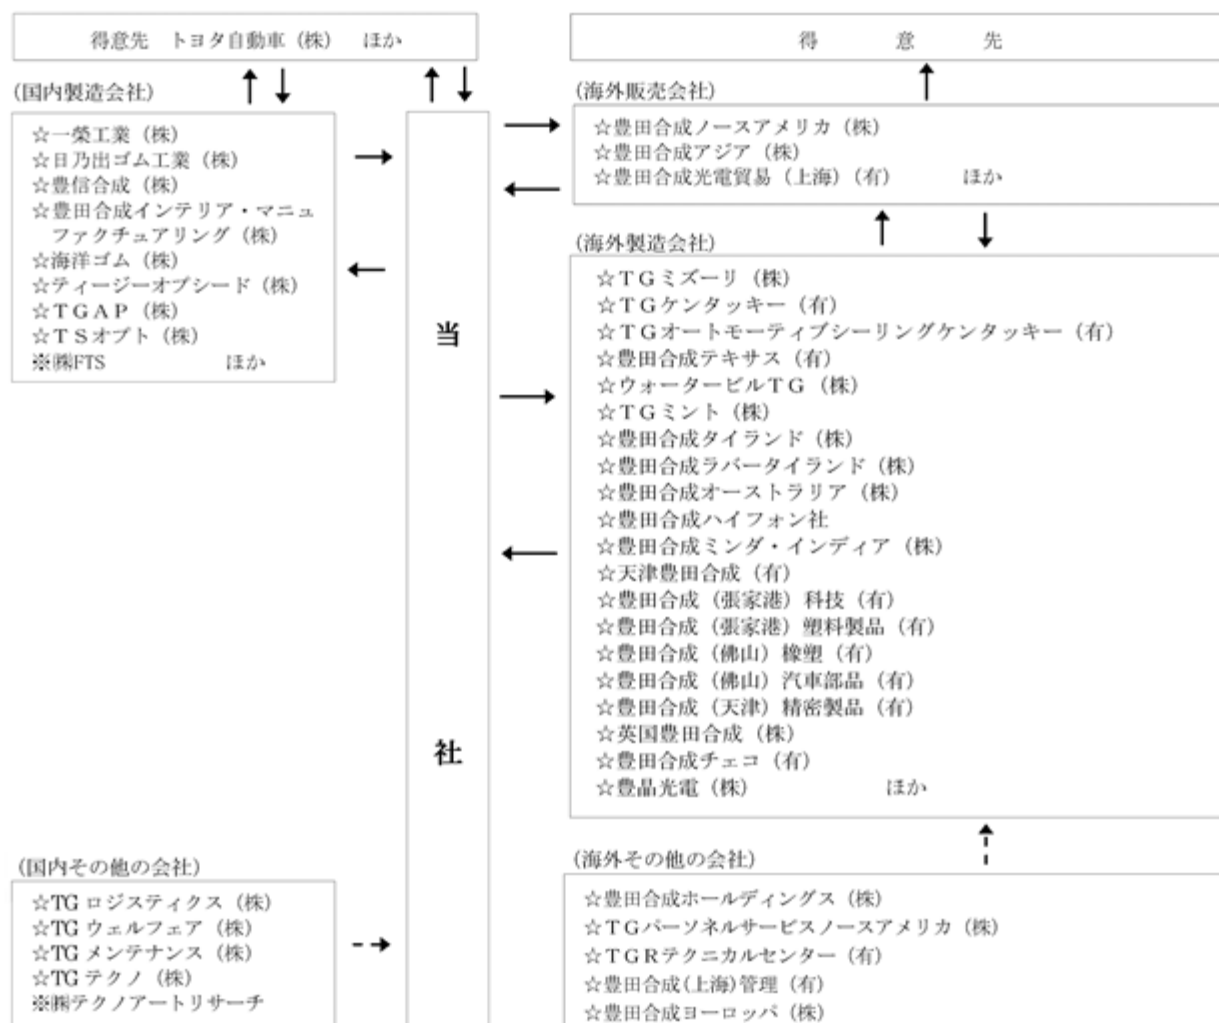 得意先 トヨタ自動車（株） ほか
(国内製造会社)
☆一榮工業（株）
☆日乃出ゴム工業（株）
☆豊信合成（株）
☆豊田合成インテリア・マニュ
ファクチュアリング（株）
☆海洋ゴム（株）
☆ティージーオプシード（株）
☆ＴＧＡＰ（株）
☆ＴＳオプト（株）
※㈱FTS ほか
(国内その他の会社)
☆TG ロジスティクス（株）
☆TG ウェルフェア（株）
☆TG メンテナンス（株）
☆TG テクノ（株）
※㈱テクノアートリサーチ
当
社
得 意 先
(海外販売会社)
☆豊田合成ノースアメリカ（株）
☆豊田合成アジア（株）
☆豊田合成光電貿易（上海）（有） ほか
(海外製造会社)
☆ＴＧミズーリ（株）
☆ＴＧケンタッキー（有）
☆ＴＧオートモーティブシーリングケンタッキー（有）
☆豊田合成テキサス（有）
☆ウォータービルＴＧ（株）
☆ＴＧミント（株）
☆豊田合成タイランド（株）
☆豊田合成ラバータイランド（株）
☆豊田合成オーストラリア（株）
☆豊田合成ハイフォン社
☆豊田合成ミンダ・インディア（株）
☆天津豊田合成（有）
☆豊田合成（張家港）科技（有）
☆豊田合成（張家港）塑料製品（有）
☆豊田合成（佛山）橡塑（有）
☆豊田合成（佛山）汽車部品（有）
☆豊田合成（天津）精密製品（有）
☆英国豊田合成（株）
☆豊田合成チェコ（有）
☆豊晶光電（株） ほか
(海外その他の会社)
☆豊田合成ホールディングス（株）
☆ＴＧパーソネルサービスノースアメリカ（株）
☆ＴＧＲテクニカルセンター（有）
☆豊田合成(上海)管理（有）
☆豊田合成ヨーロッパ（株）